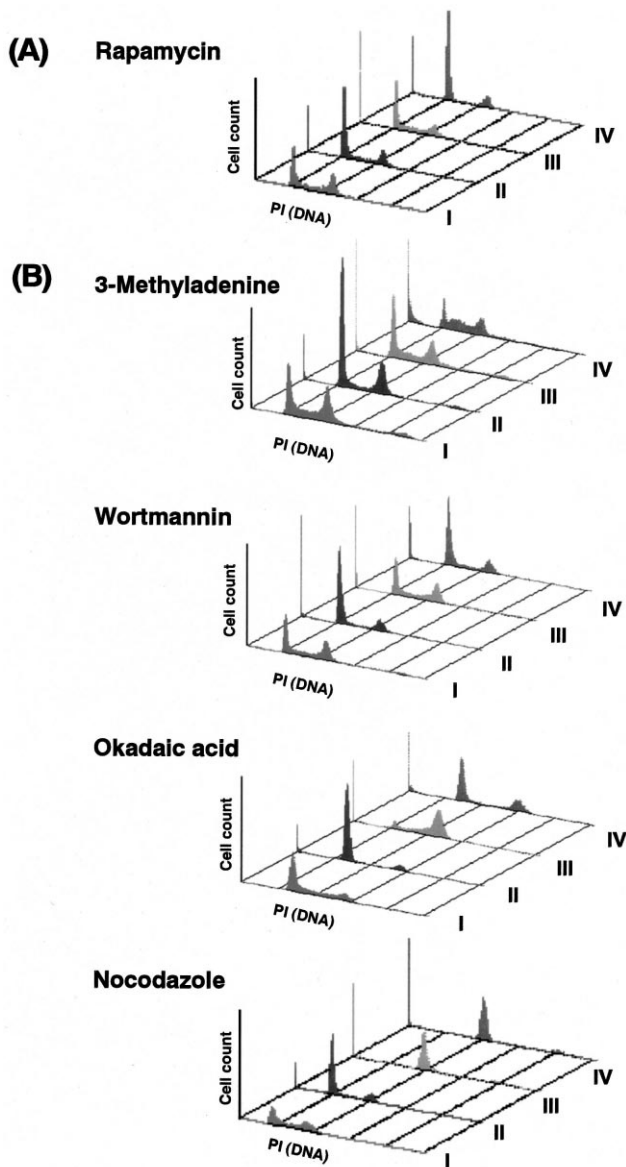 (A) Rapamycin
Cell count
PI (DNA)
I
II
III
IV
(B) 3-Methyladenine
Cell count
PI (DNA)
I
II
III
IV
Wortmannin
Cell count
PI (DNA)
I
II
III
IV
Okadaic acid
Cell count
PI (DNA)
I
II
III
IV
Nocodazole
Cell count
PI (DNA)
I
II
III
IV